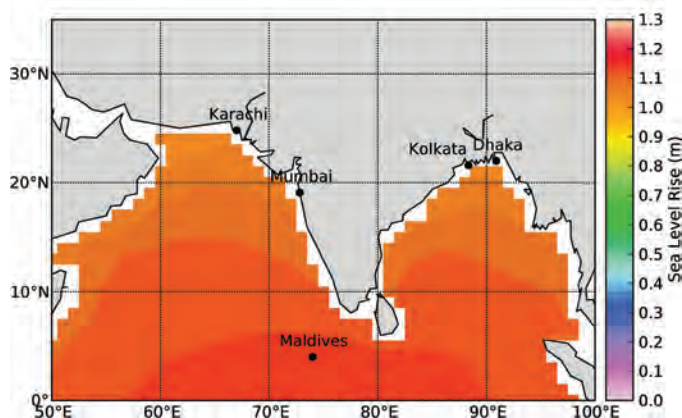 30°N
20°N
10°N
0°
50°E
60°E
70°E
80°E
90°E
100°E
Karachi
Mumbai
Kolkata
Dhaka
Maldives
1.3
1.2
1.1
1.0
0.9
0.8
0.7
0.6
0.5
0.4
0.3
0.2
0.1
0.0
Sea Level Rise (m)